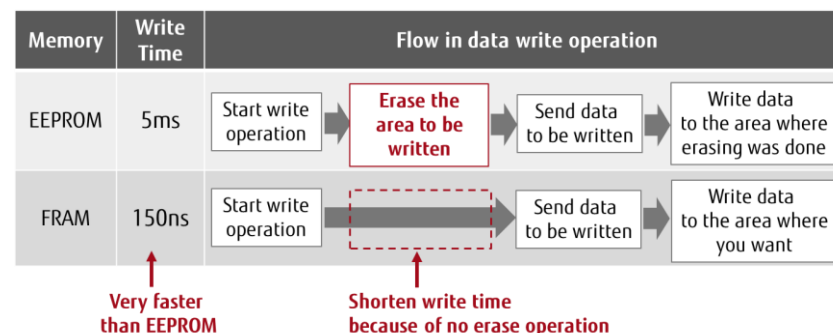 Memory
Write
Time
Flow in data write operation
EEPROM
5ms
Start write
operation
Erase the
area to be
written
Send data
to be written
Write data
to the area where
erasing was done
FRAM
150ns
Start write
operation
Send data
to be written
Write data
to the area where
you want
Very faster
than EEPROM
Shorten write time
because of no erase operation